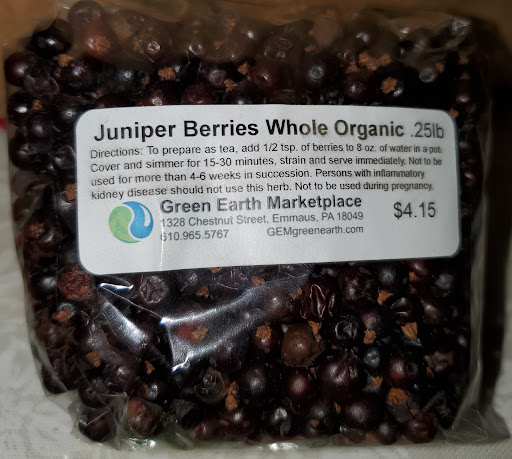 Juniper Berries Whole Organic .25lb
Directions: To prepare as tea, add 1/2 tsp. of berries to 8 oz. of water in a pot.
Cover and simmer for 15-30 minutes, strain and serve immediately. Not to be
used for more than 4-6 weeks in succession. Persons with inflammatory
kidney disease should not use this herb. Not to be used during pregnancy.
Green Earth Marketplace
1328 Chestnut Street, Emmaus, PA 18049
610.965.5767 GEMgreenearth.com
$4.15